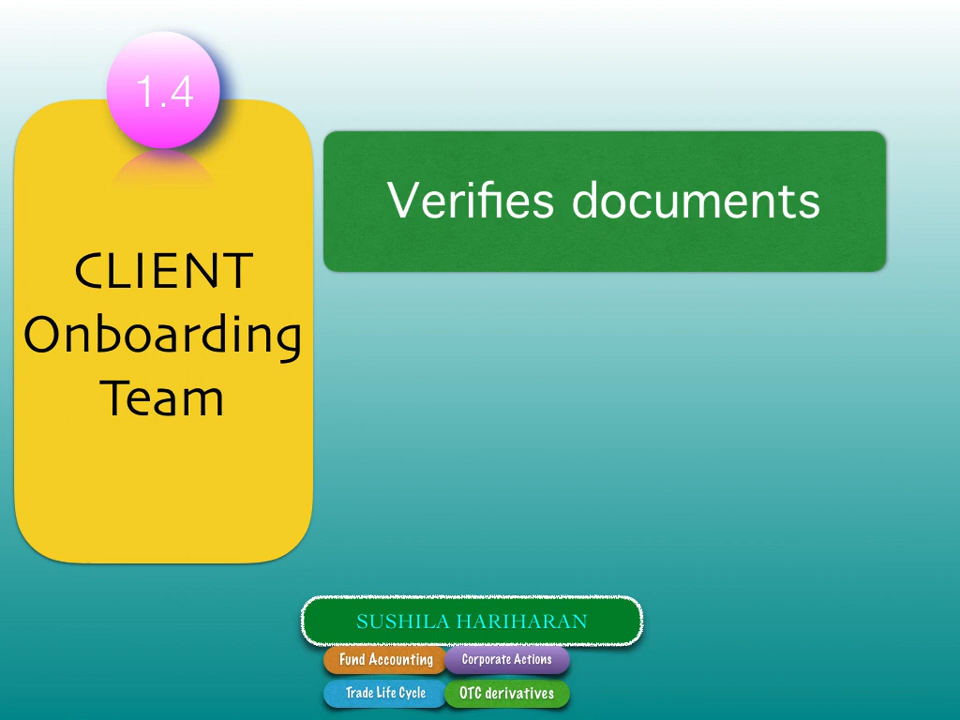 1.4
CLIENT
Onboarding
Team
Verifies documents
SUSHILA HARIHARAN
Fund Accounting
Corporate Actions
Trade Life Cycle
OTC derivatives